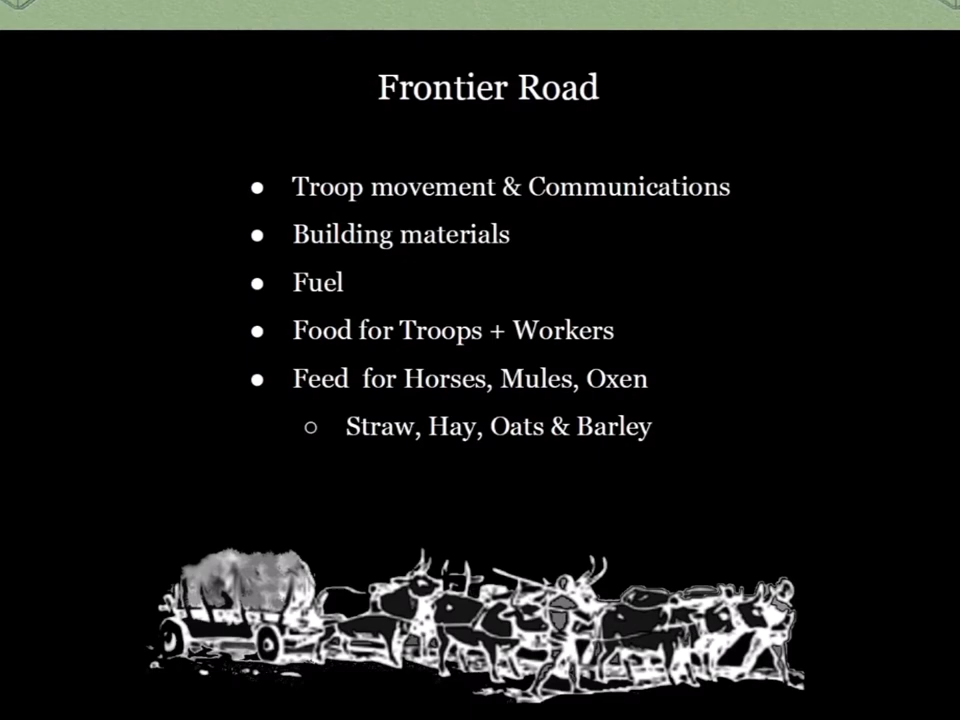 Frontier Road
● Troop movement & Communications
● Building materials
● Fuel
● Food for Troops + Workers
● Feed  for Horses, Mules, Oxen
○ Straw, Hay, Oats & Barley